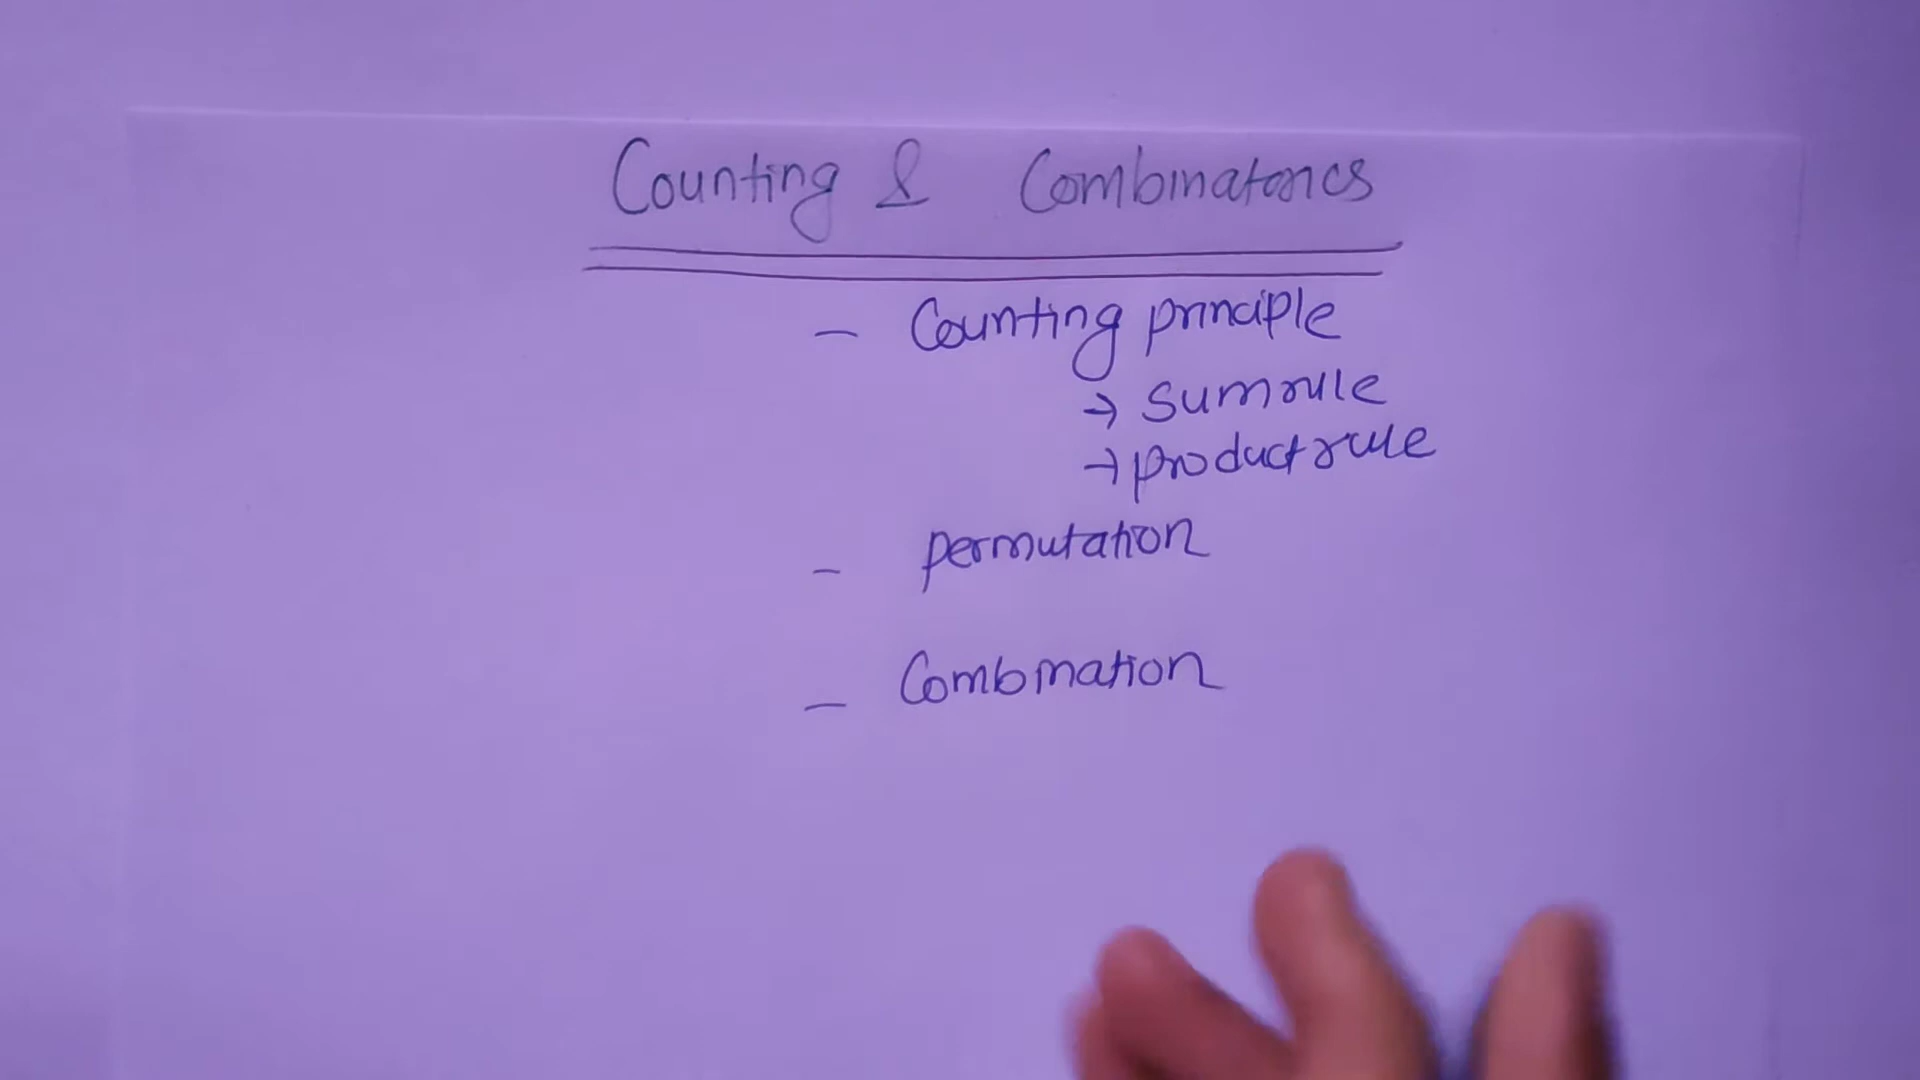 Counting & Combinatorics
- Counting principle
→ sum rule
→ product rule
- permutation
- Combination